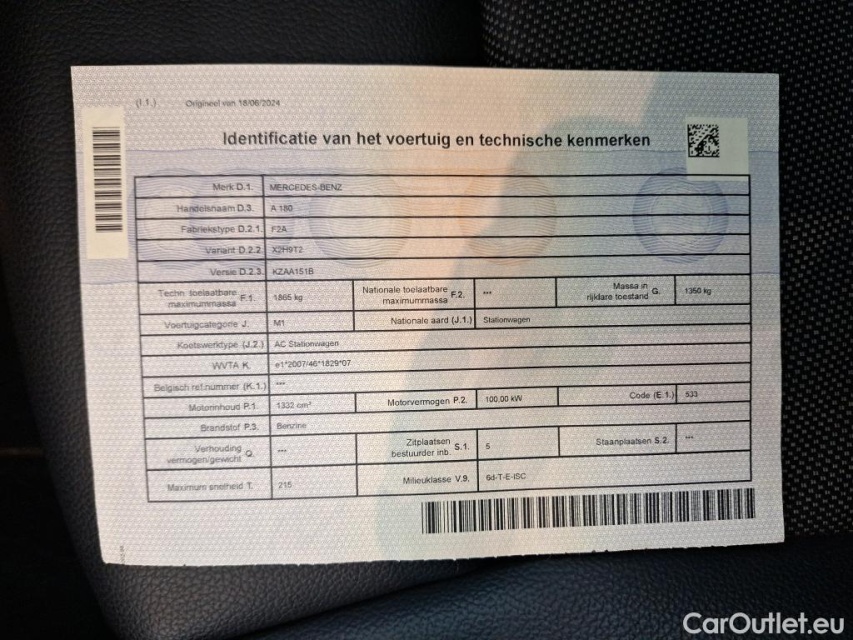 (I.1.) Origineel van 18/06/2024
Identificatie van het voertuig en technische kenmerken
Merk D.1. MERCEDES-BENZ
Handelsnaam D.3. A 180
Fabriekstype D.2.1. F2A
Variant D.2.2. X2H9T2
Versie D.2.3. KZAA151B
Techn. toelaatbare maximummassa F.1. 1865 kg Nationale toelaatbare maximummassa F.2. *** Massa in rijklare toestand G. 1350 kg
Voertuigcategorie J. M1 Nationale aard (J.1.) Stationwagen
Koetswerktype (J.2.) AC Stationwagen
WVTA K. e1*2007/46*1829*07
Belgisch ref.nummer (K.1.) ***
Motorinhoud P.1. 1332 cm³ Motorvermogen P.2. 100,00 kW Code (E.1.) 533
Brandstof P.3. Benzine
Verhouding vermogen/gewicht Q. *** Zitplaatsen bestuurder inb. S.1. 5 Staanplaatsen S.2. ***
Maximum snelheid T. 215 Milieuklasse V.9. 6d-T-E-ISC
CarOutlet.eu